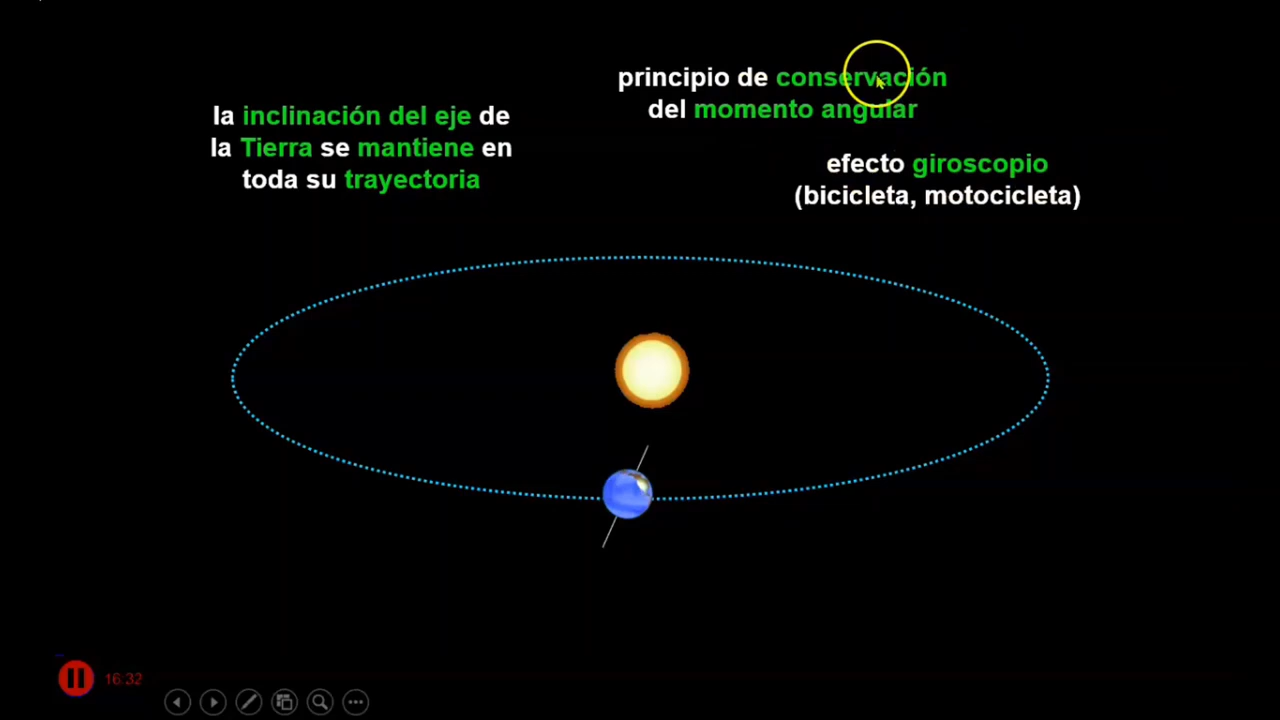 la inclinación del eje de
la Tierra se mantiene en
toda su trayectoria
principio de conservación
del momento angular
efecto giroscopio
(bicicleta, motocicleta)
16:32